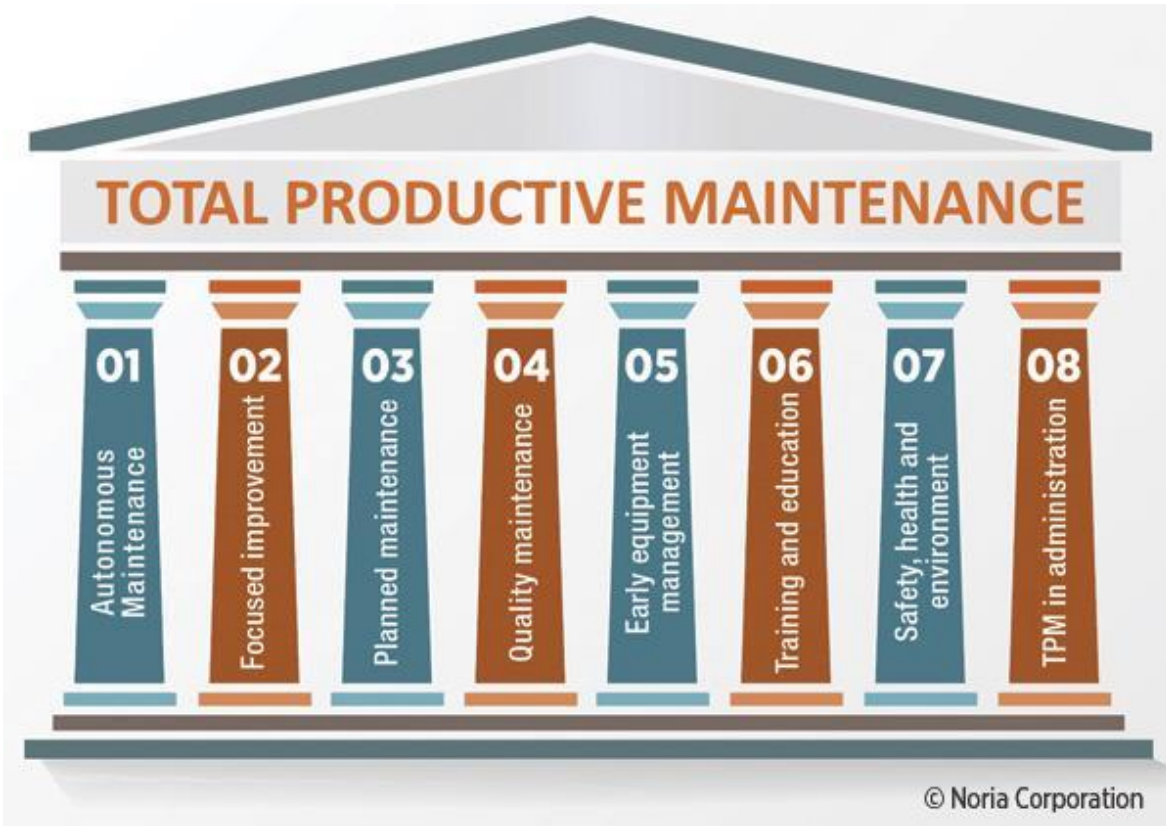 TOTAL PRODUCTIVE MAINTENANCE
01
Autonomous
Maintenance
02
Focused improvement
03
Planned maintenance
04
Quality maintenance
05
Early equipment
management
06
Training and education
07
Safety, health and
environment
08
TPM in administration
© Noria Corporation